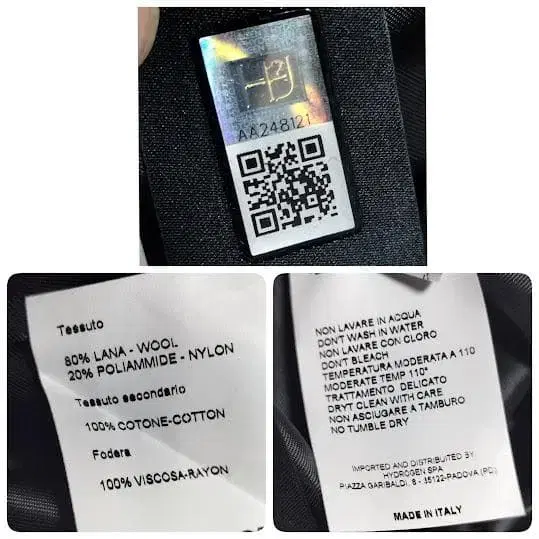 AA248121
Tessuto
80% LANA - WOOL
20% POLIAMMIDE - NYLON
Tessuto secondario
100% COTONE-COTTON
Fodera
100% VISCOSA-RAYON
NON LAVARE IN ACQUA
DON'T WASH IN WATER
NON LAVARE CON CLORO
DON'T BLEACH
TEMPERATURA MODERATA A 110
MODERATE TEMP 110°
TRATTAMENTO DELICATO
DRYT CLEAN WITH CARE
NON ASCIUGARE A TAMBURO
NO TUMBLE DRY
IMPORTED AND DISTRIBUTED BY
HYDROGEN SPA
PIAZZA GARIBALDI, 8 - 35122-PADOVA (PD)
MADE IN ITALY